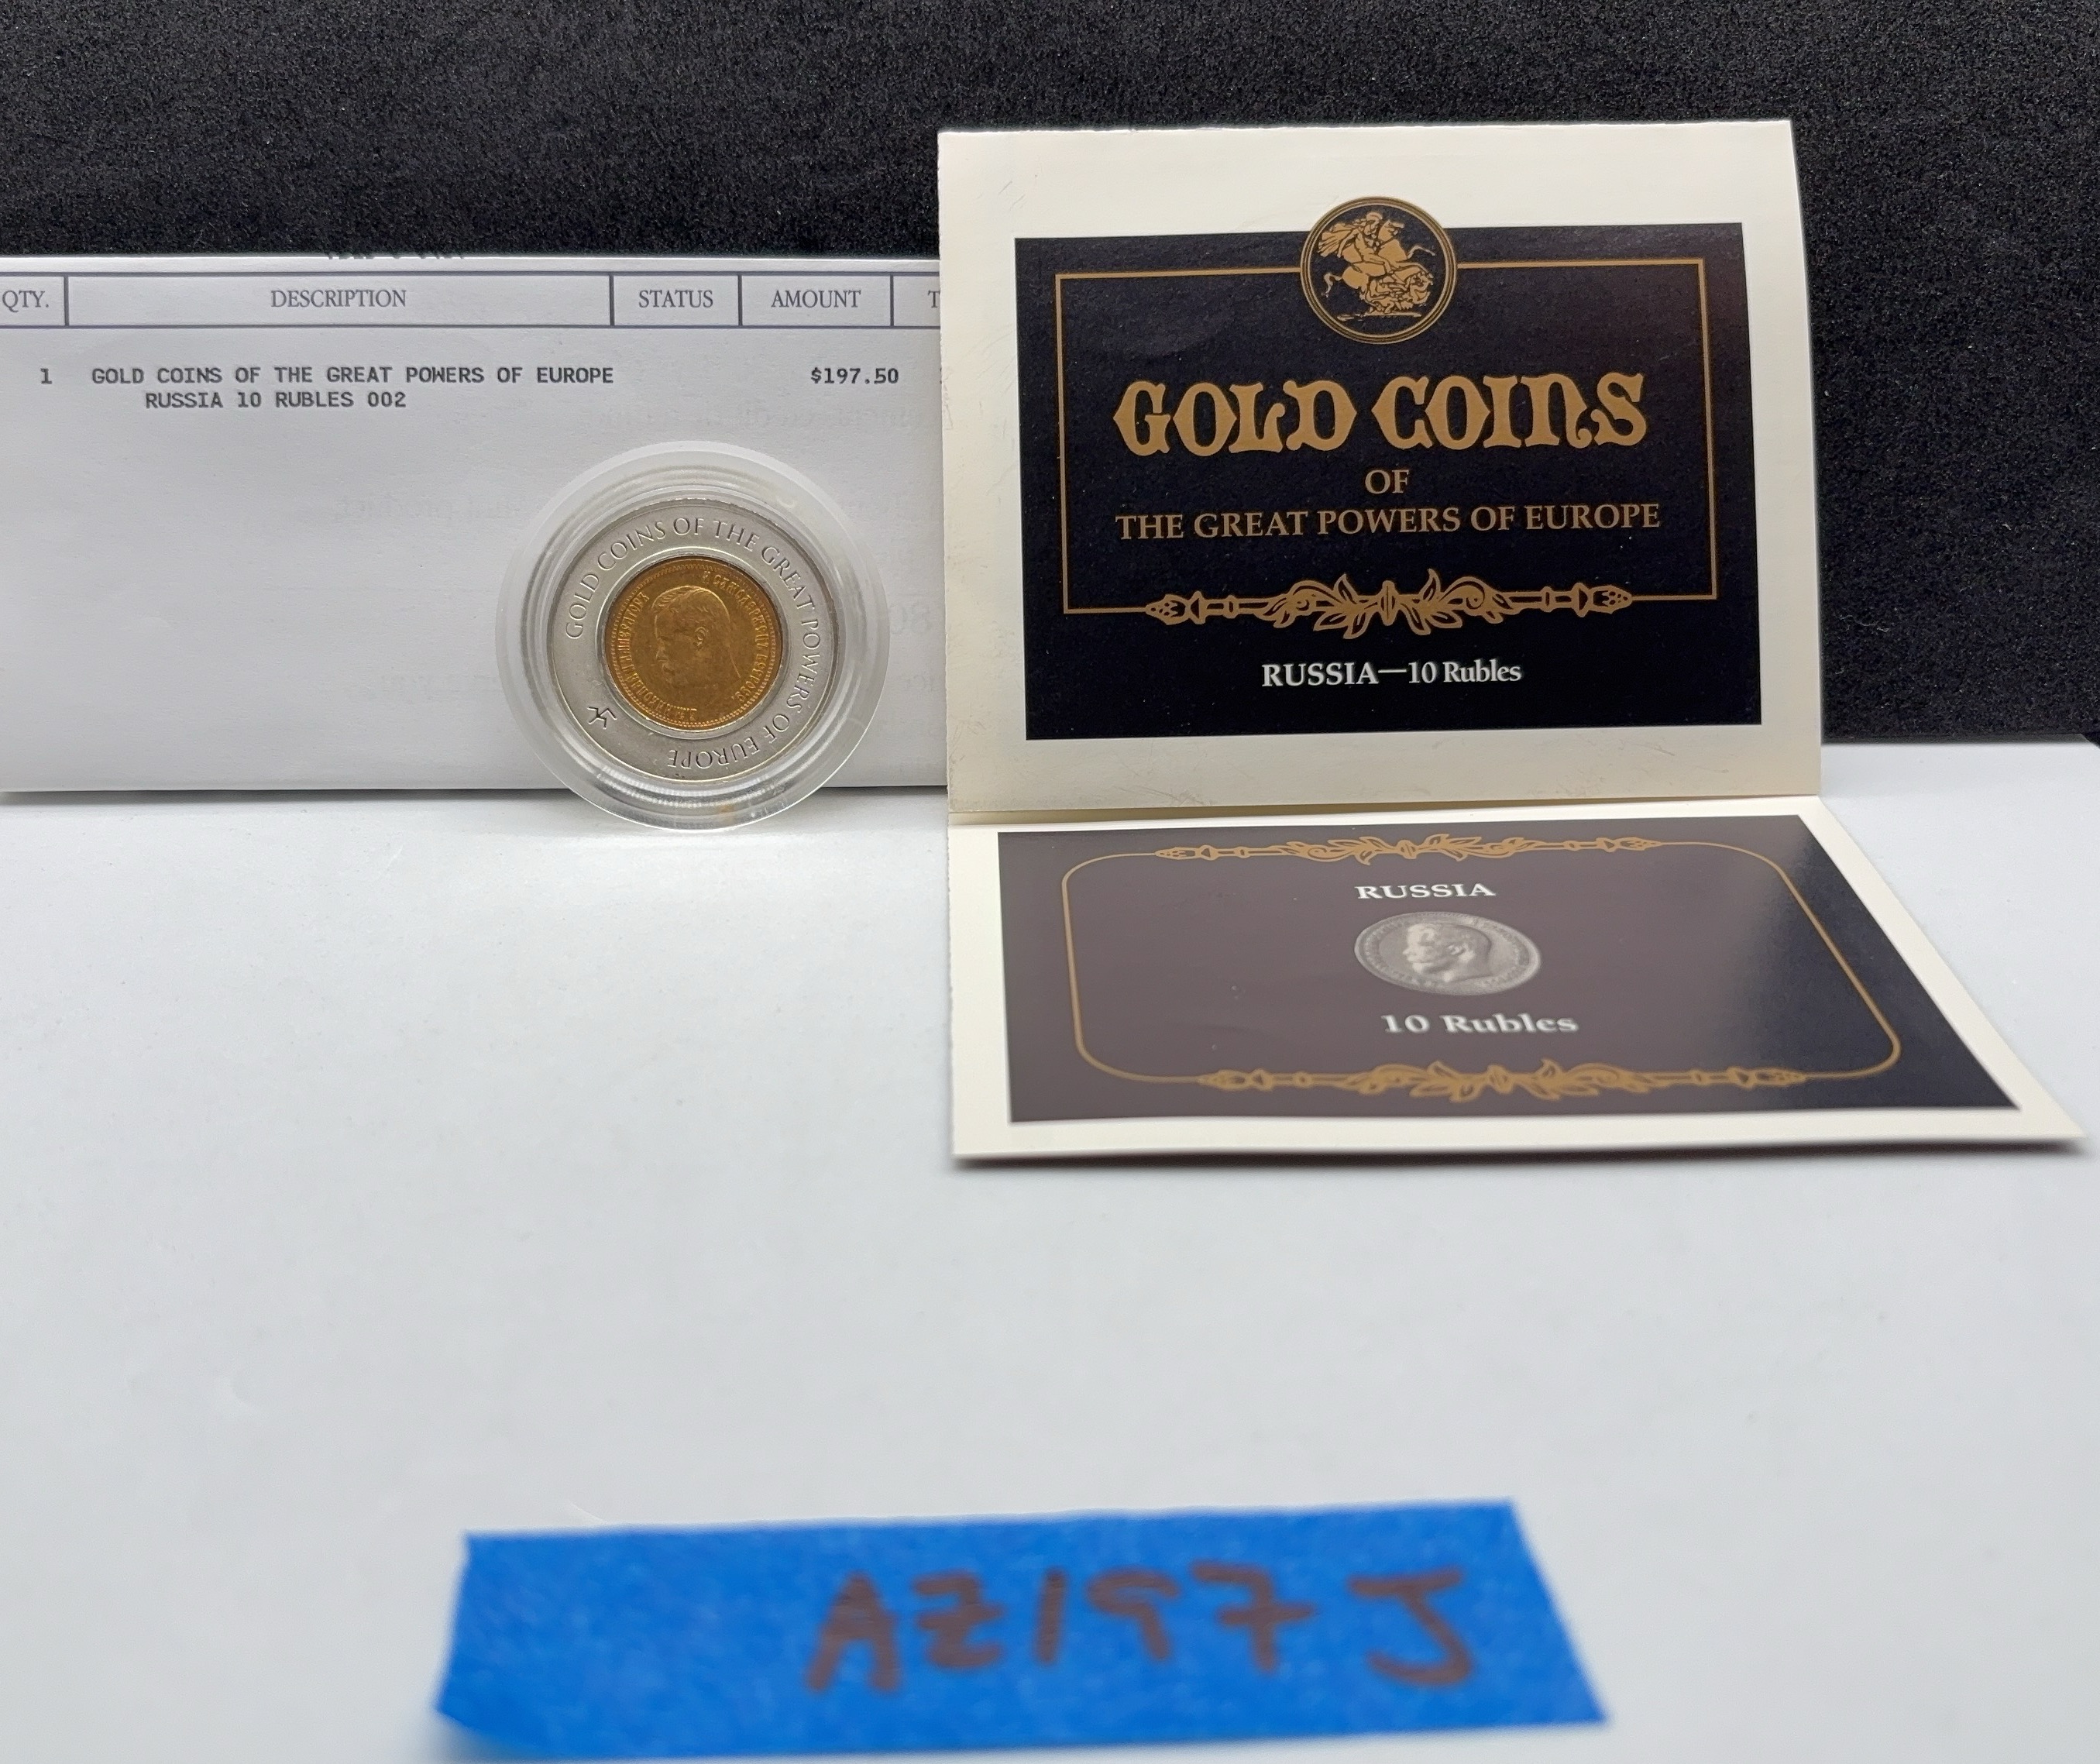 QTY. DESCRIPTION STATUS AMOUNT T
1 GOLD COINS OF THE GREAT POWERS OF EUROPE $197.50
RUSSIA 10 RUBLES 002
GOLD COINS OF THE GREAT POWERS OF EUROPE
GOLD COINS
OF
THE GREAT POWERS OF EUROPE
RUSSIA—10 Rubles
RUSSIA
10 Rubles
AZ197J